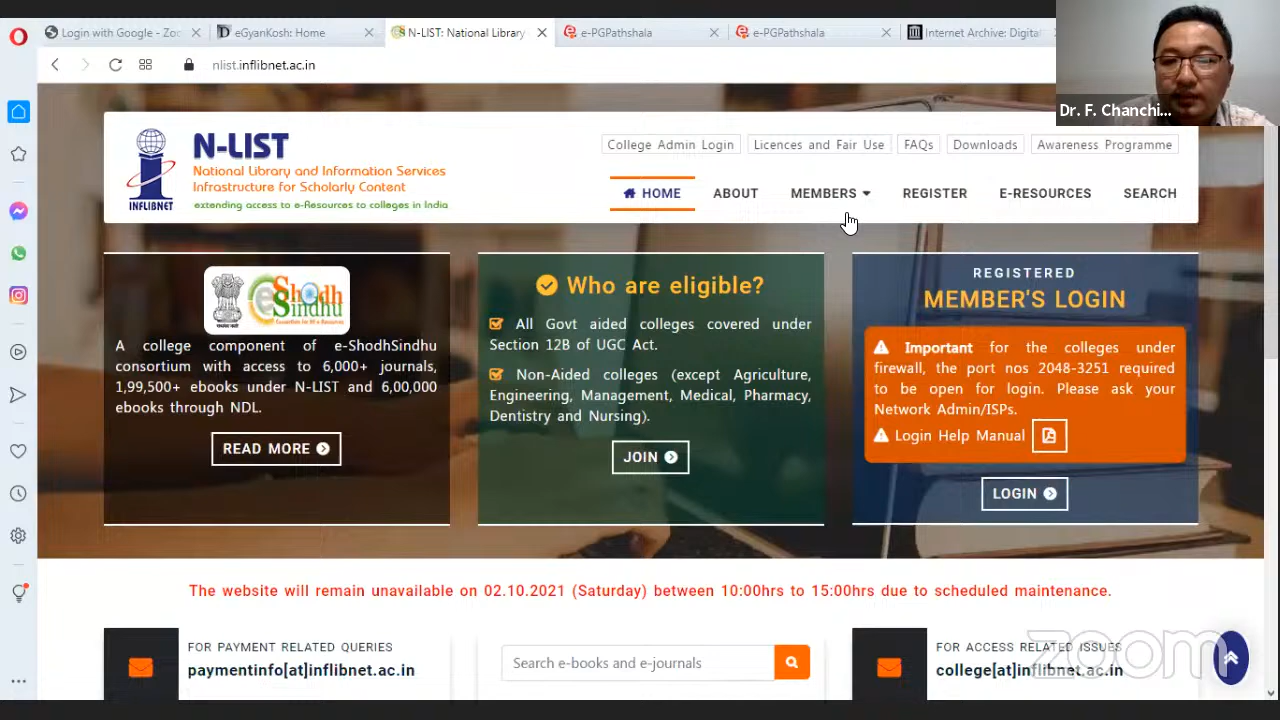 Login with Google - Zoo
eGyanKosh: Home
N-LIST: National Library
e-PGPathshala
e-PGPathshala
Internet Archive: Digital
nlist.inflibnet.ac.in
Dr. F. Chanchi...
INFLIBNET
N-LIST
National Library and Information Services
Infrastructure for Scholarly Content
extending access to e-Resources to colleges in India
College Admin Login
Licences and Fair Use
FAQs
Downloads
Awareness Programme
HOME
ABOUT
MEMBERS
REGISTER
E-RESOURCES
SEARCH
eShodh
Sindhu
A college component of e-ShodhSindhu
consortium with access to 6,000+ journals,
1,99,500+ ebooks under N-LIST and 6,00,000
ebooks through NDL.
READ MORE
Who are eligible?
All Govt aided colleges covered under
Section 12B of UGC Act.
Non-Aided colleges (except Agriculture,
Engineering, Management, Medical, Pharmacy,
Dentistry and Nursing).
JOIN
REGISTERED
MEMBER'S LOGIN
Important for the colleges under
firewall, the port nos 2048-3251 required
to be open for login. Please ask your
Network Admin/ISPs.
Login Help Manual
LOGIN
The website will remain unavailable on 02.10.2021 (Saturday) between 10:00hrs to 15:00hrs due to scheduled maintenance.
FOR PAYMENT RELATED QUERIES
paymentinfo[at]inflibnet.ac.in
Search e-books and e-journals
FOR ACCESS RELATED ISSUES
college[at]inflibnet.ac.in
zoom